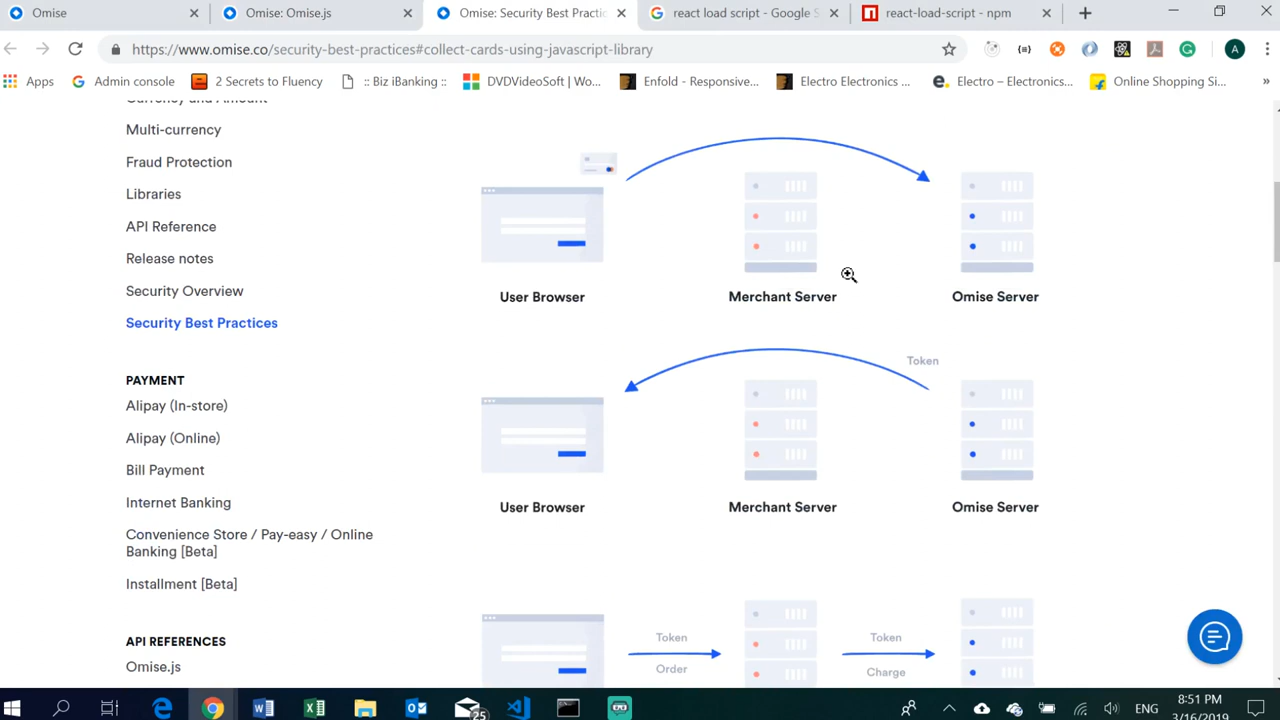 Omise
Omise: Omise.js
Omise: Security Best Practic
react load script - Google S
react-load-script - npm
https://www.omise.co/security-best-practices#collect-cards-using-javascript-library
A
Apps
Admin console
2 Secrets to Fluency
:: Biz iBanking ::
DVDVideoSoft | Wo...
Enfold - Responsive...
Electro Electronics ...
Electro – Electronics...
Online Shopping Si...
»
Currency and Amount
Multi-currency
Fraud Protection
Libraries
API Reference
Release notes
Security Overview
Security Best Practices
PAYMENT
Alipay (In-store)
Alipay (Online)
Bill Payment
Internet Banking
Convenience Store / Pay-easy / Online
Banking [Beta]
Installment [Beta]
API REFERENCES
Omise.js
User Browser
Merchant Server
Omise Server
Token
User Browser
Merchant Server
Omise Server
Token
Order
Token
Charge
25
ENG
8:51 PM
3/16/2019